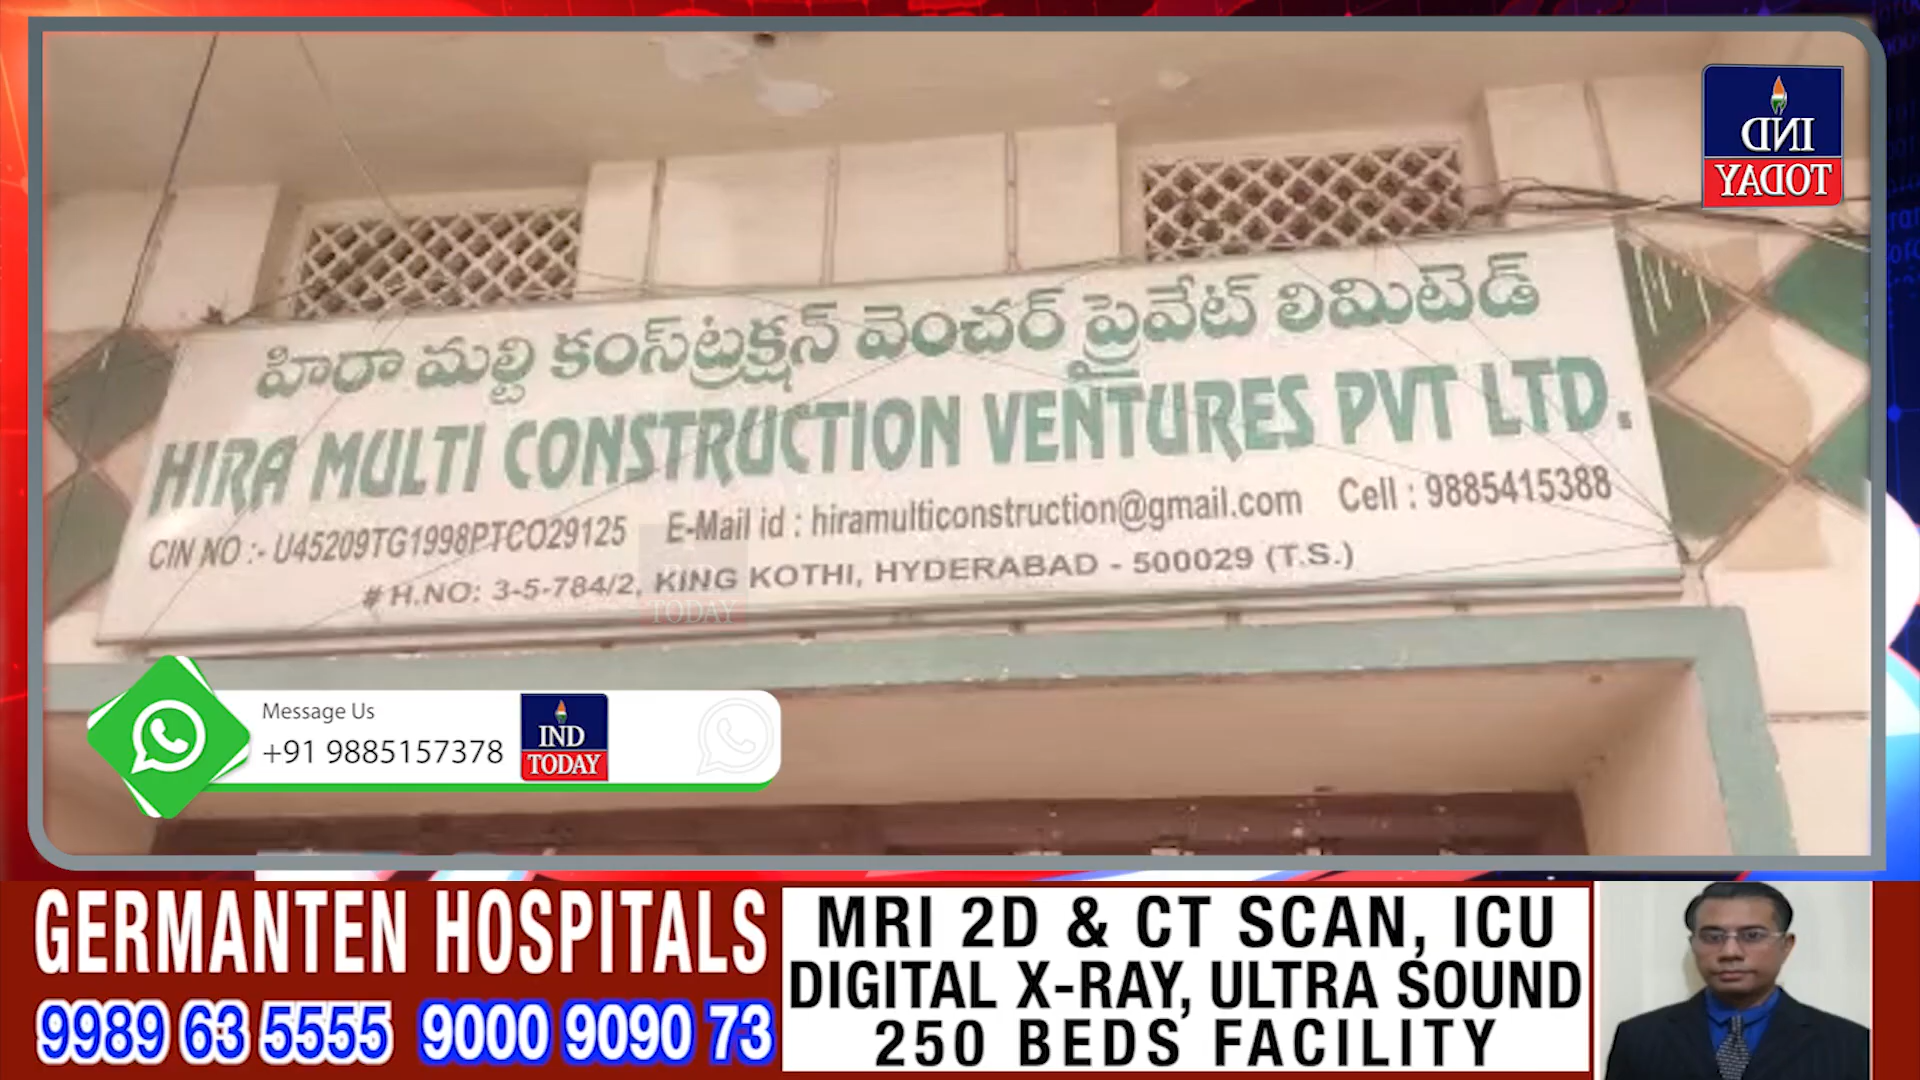 IND
TODAY
హిరా మల్టి కంస్ట్రక్షన్ వెంచర్ ప్రైవేట్ లిమిటెడ్
HIRA MULTI CONSTRUCTION VENTURES PVT LTD.
CIN NO :- U45209TG1998PTCO29125 E-Mail id : hiramulticonstruction@gmail.com Cell : 9885415388
# H.NO: 3-5-784/2, KING KOTHI, HYDERABAD - 500029 (T.S.)
TODAY
Message Us
+91 9885157378
IND
TODAY
GERMANTEN HOSPITALS
9989 63 5555 9000 9090 73
MRI 2D & CT SCAN, ICU
DIGITAL X-RAY, ULTRA SOUND
250 BEDS FACILITY